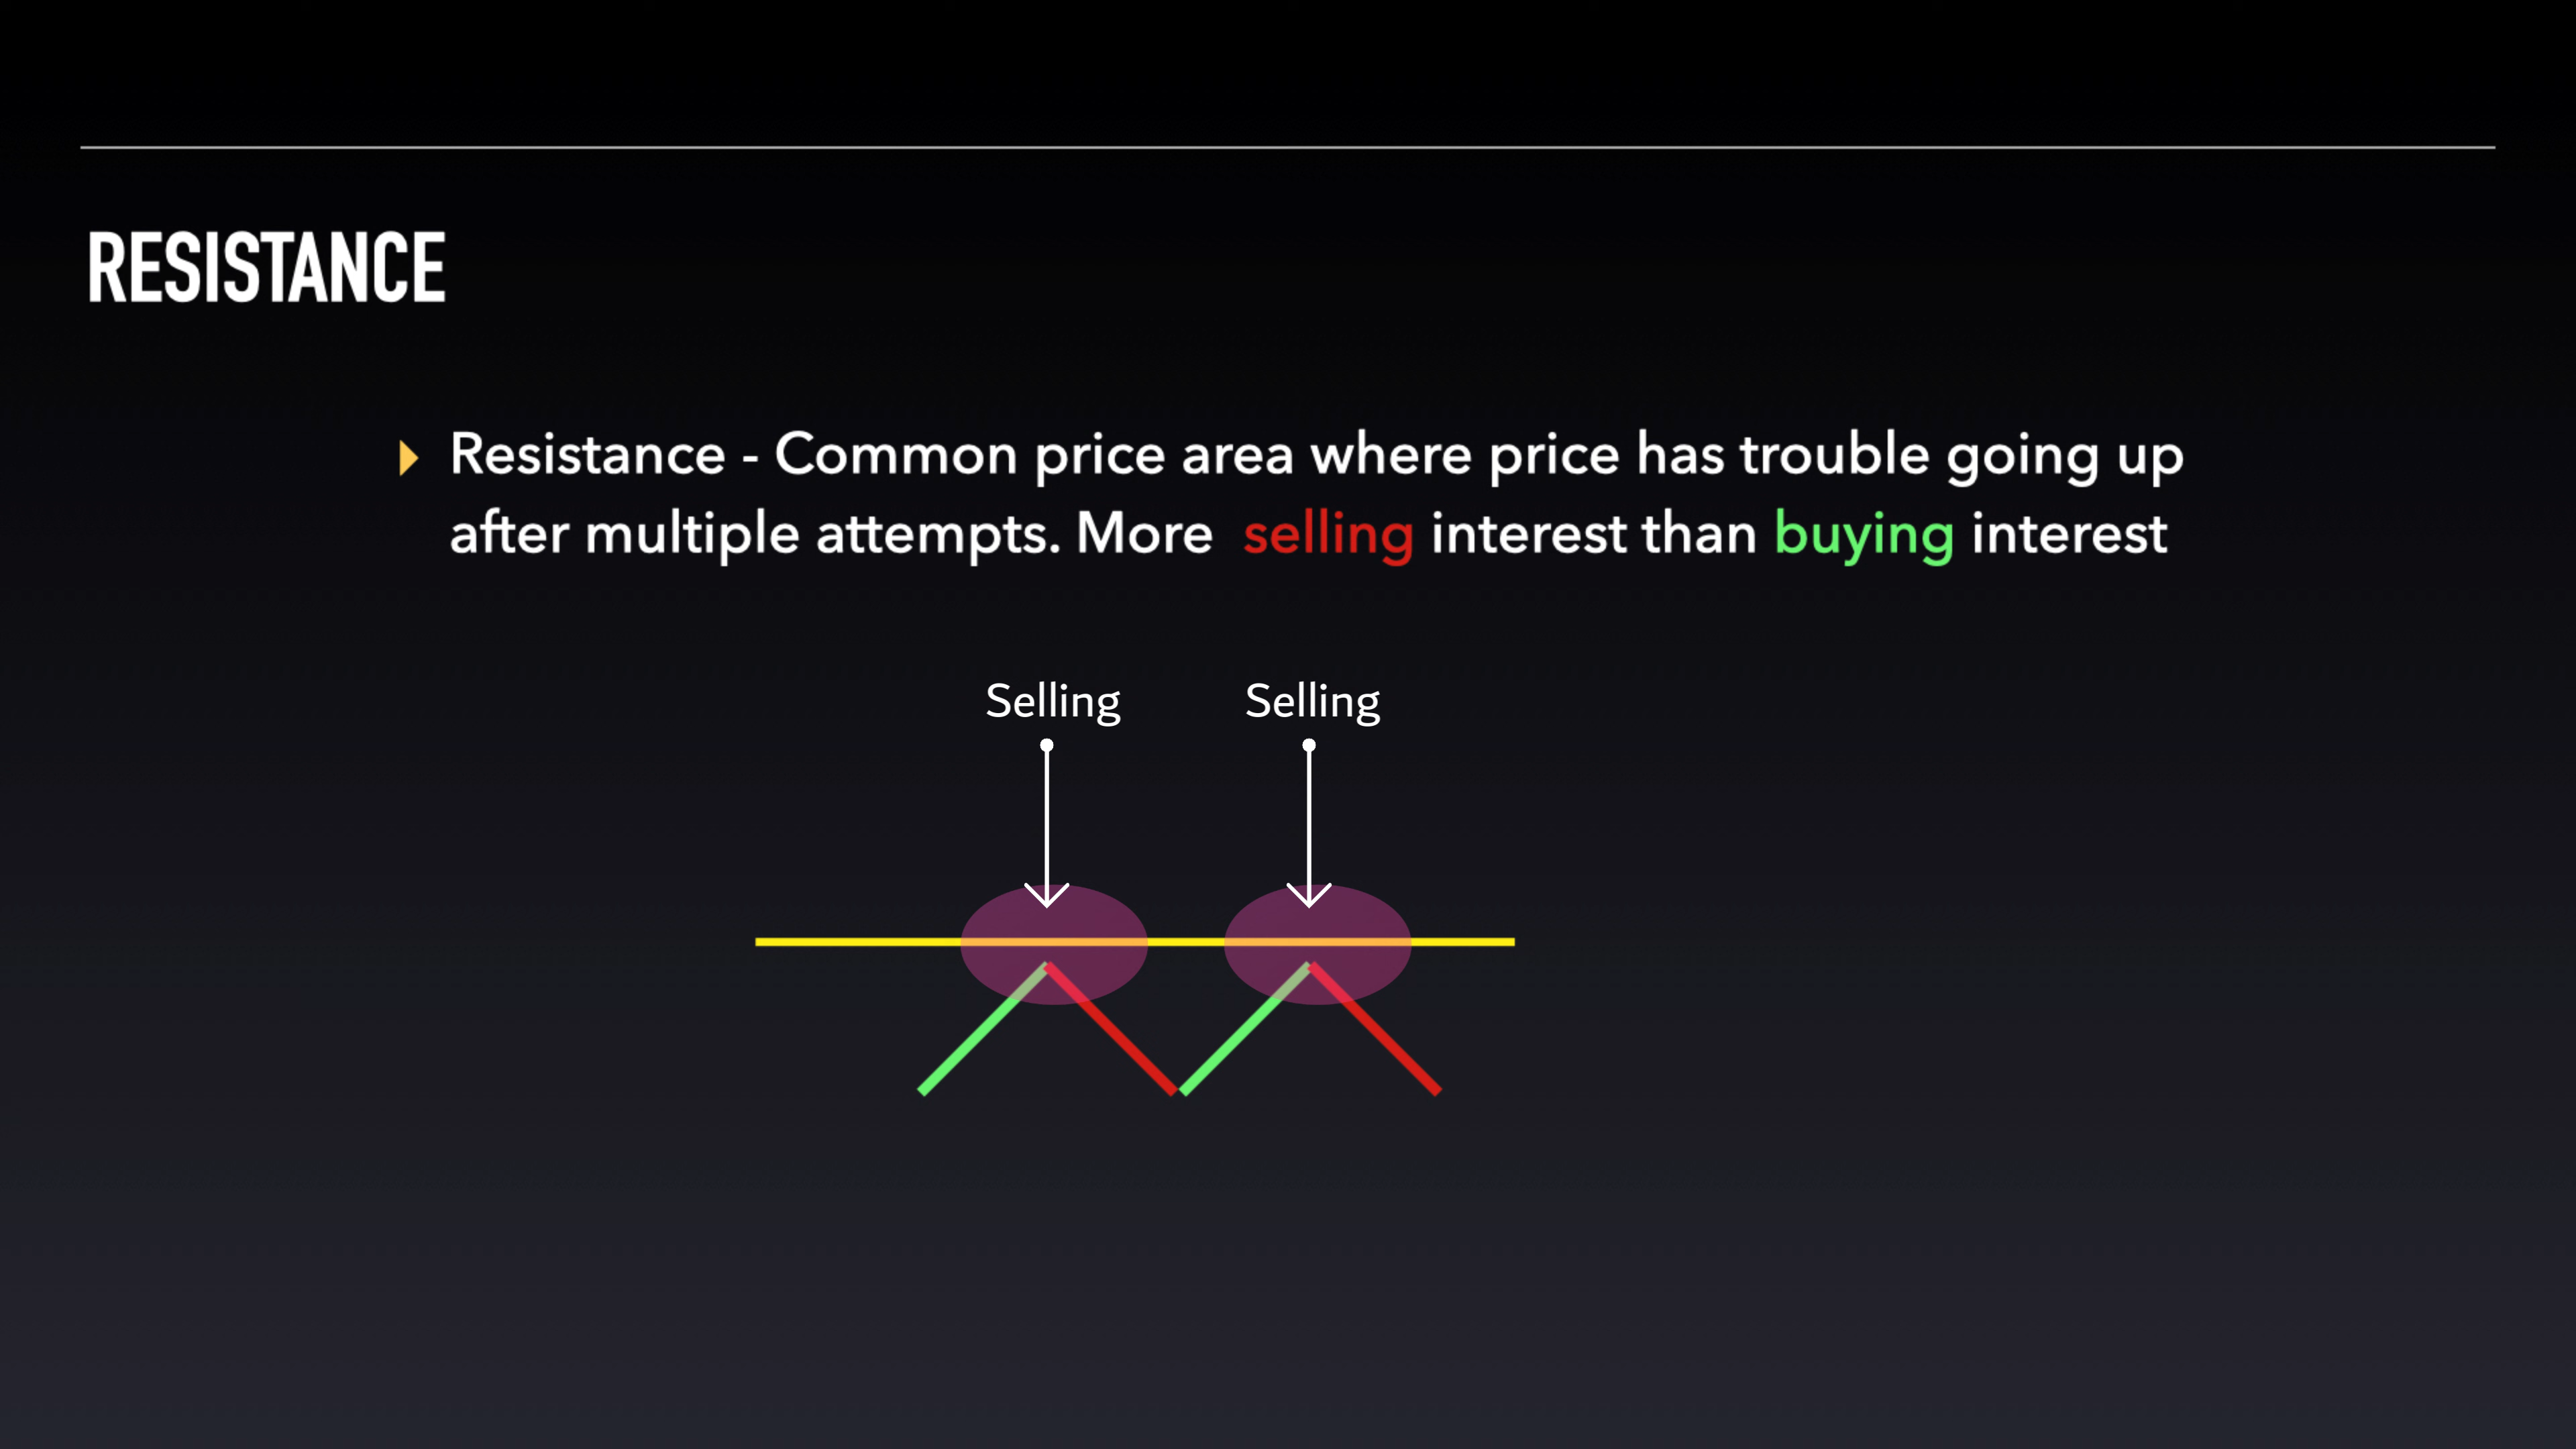 RESISTANCE
Resistance - Common price area where price has trouble going up
after multiple attempts. More selling interest than buying interest
Selling Selling